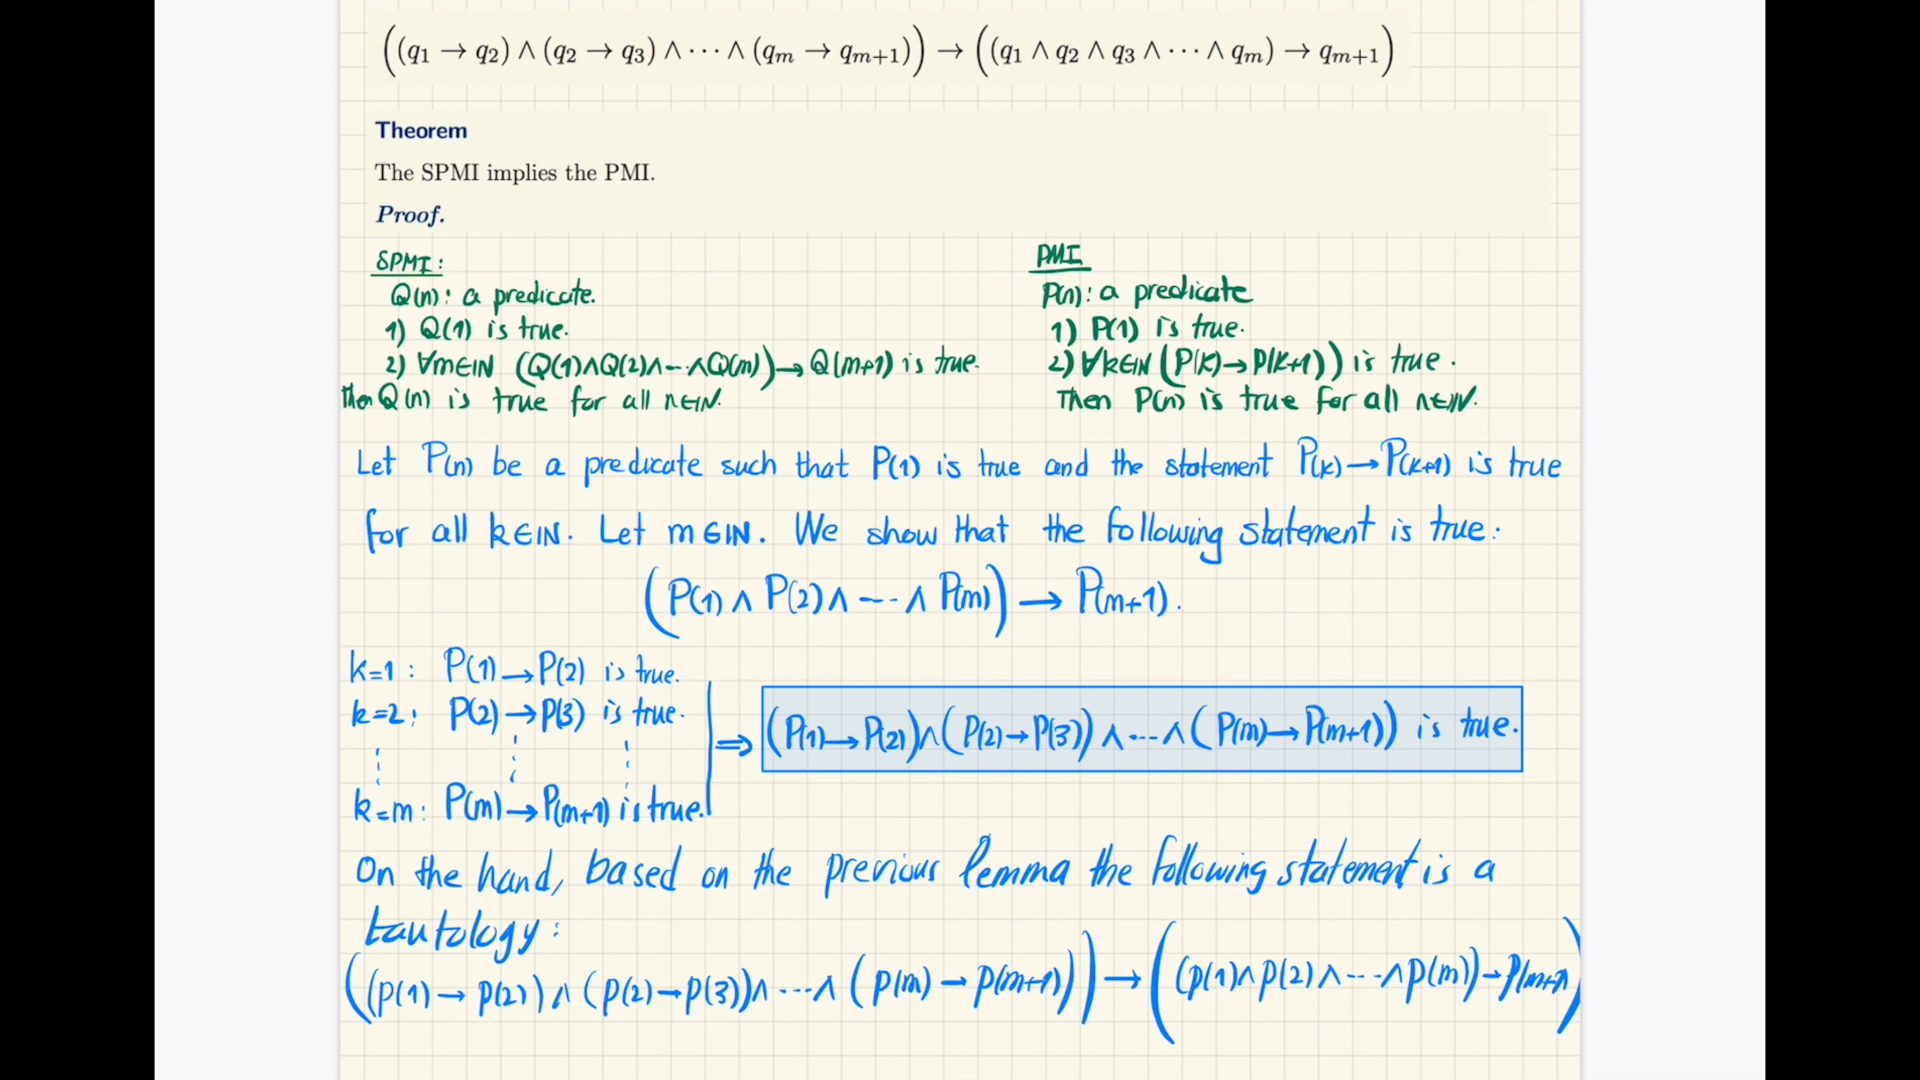 ((q₁ → q₂) ∧ (q₂ → q₃) ∧ ⋯ ∧ (qₘ → qₘ₊₁)) → ((q₁ ∧ q₂ ∧ q₃ ∧ ⋯ ∧ qₘ) → qₘ₊₁)
Theorem
The SPMI implies the PMI.
Proof.
SPMI:
Q(n): a predicate.
1) Q(1) is true.
2) ∀m∈ℕ (Q(1)∧Q(2)∧--∧Q(m))→Q(m+1) is true.
then Q(n) is true for all n∈ℕ.
PMI
P(n): a predicate
1) P(1) is true.
2) ∀k∈ℕ (P(k)→P(k+1)) is true.
Then P(n) is true for all n∈ℕ.
Let P(n) be a predicate such that P(1) is true and the statement P(k)→P(k+1) is true
for all k∈ℕ. Let m∈ℕ. We show that the following statement is true:
(P(1) ∧ P(2) ∧ --- ∧ P(m)) → P(m+1).
k=1: P(1)→P(2) is true.
k=2: P(2)→P(3) is true.
k=m: P(m)→P(m+1) is true.
⇒ (P(1)→P(2))∧(P(2)→P(3))∧---∧(P(m)→P(m+1)) is true.
On the hand, based on the previous lemma the following statement is a
tautology:
((p(1)→p(2))∧(p(2)→p(3))∧---∧(p(m)→p(m+1)))→((p(1)∧p(2)∧---∧p(m))→p(m+1))